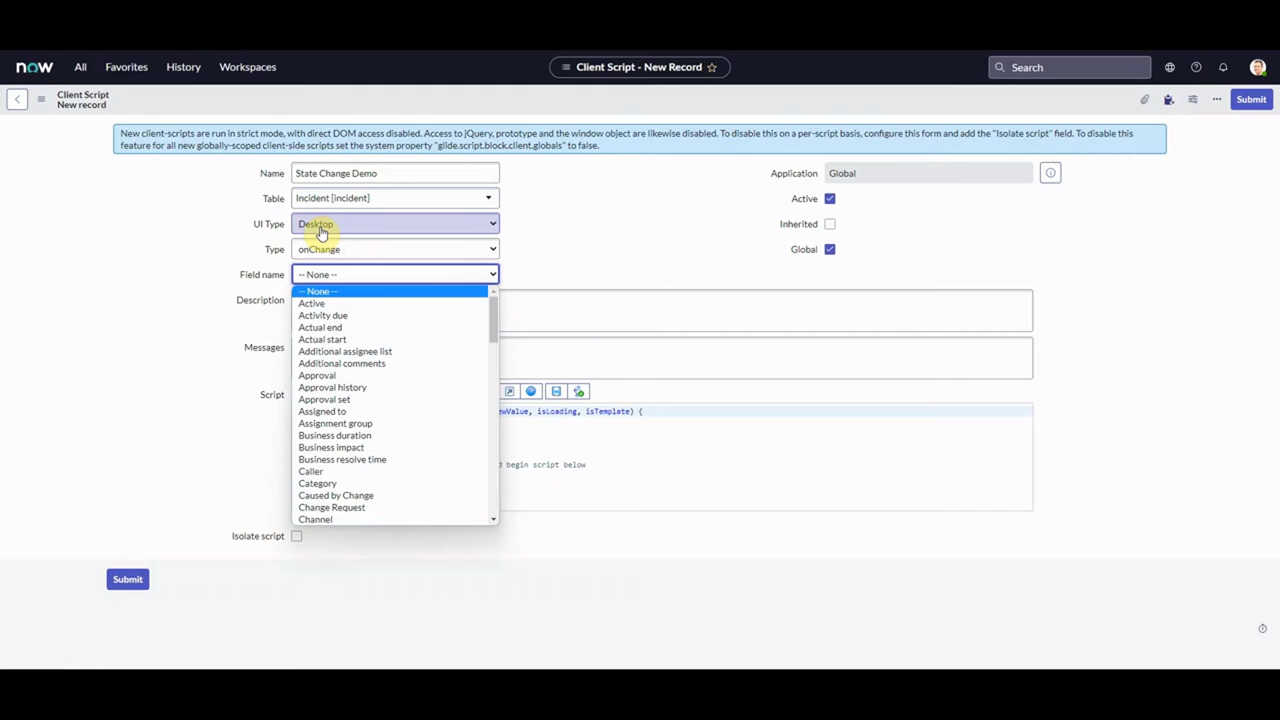 now All Favorites History Workspaces Client Script - New Record Search
Client Script
New record
Submit
New client-scripts are run in strict mode, with direct DOM access disabled. Access to jQuery, prototype and the window object are likewise disabled. To disable this on a per-script basis, configure this form and add the "Isolate script" field. To disable this
feature for all new globally-scoped client-side scripts set the system property "glide.script.block.client.globals" to false.
Name State Change Demo Application Global
Table Incident [incident] Active
UI Type Desktop Inherited
Type onChange Global
Field name -- None --
-- None --
Description
Active
Activity due
Actual end
Actual start
Messages
Additional assignee list
Additional comments
Approval
Approval history
Script
Approval set
Assigned to
ewValue, isLoading, isTemplate) {
Assignment group
Business duration
Business impact
Business resolve time
d begin script below
Caller
Category
Caused by Change
Change Request
Channel
Isolate script
Submit